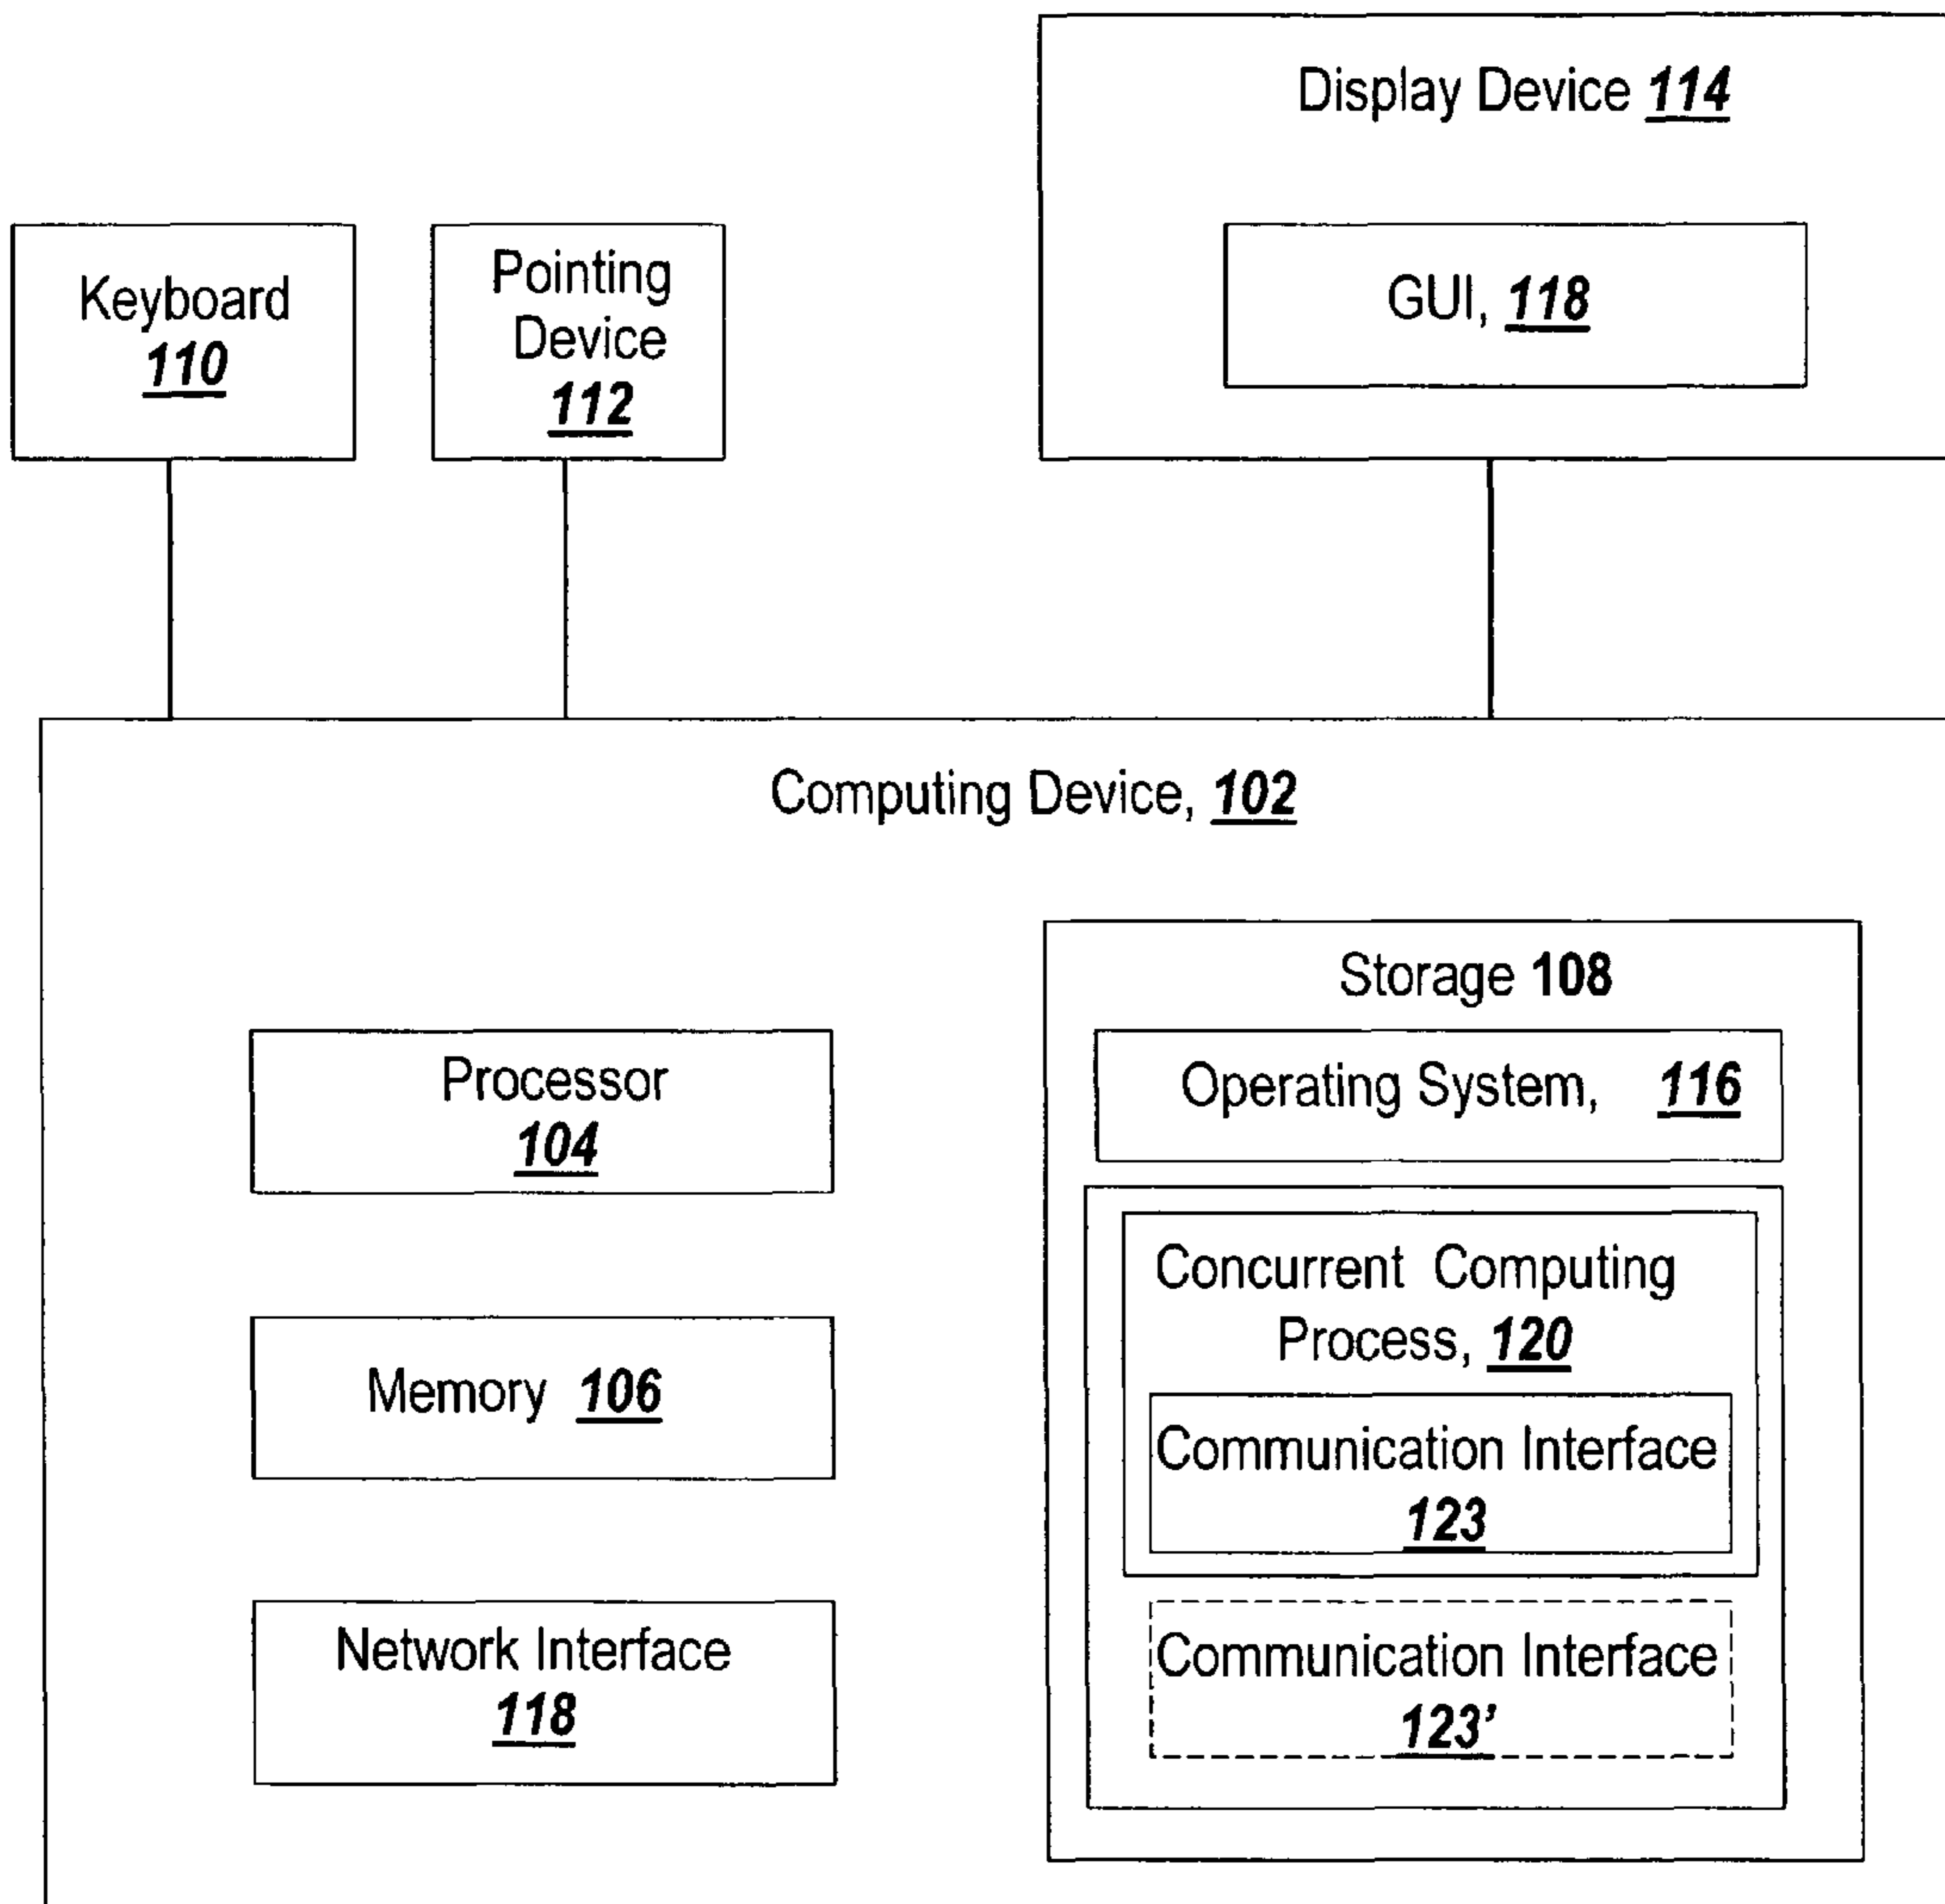 Display Device 114
GUI, 118
Keyboard
110
Pointing
Device
112
Computing Device, 102
Processor
104
Memory 106
Network Interface
118
Storage 108
Operating System, 116
Concurrent Computing
Process, 120
Communication Interface
123
Communication Interface
123’